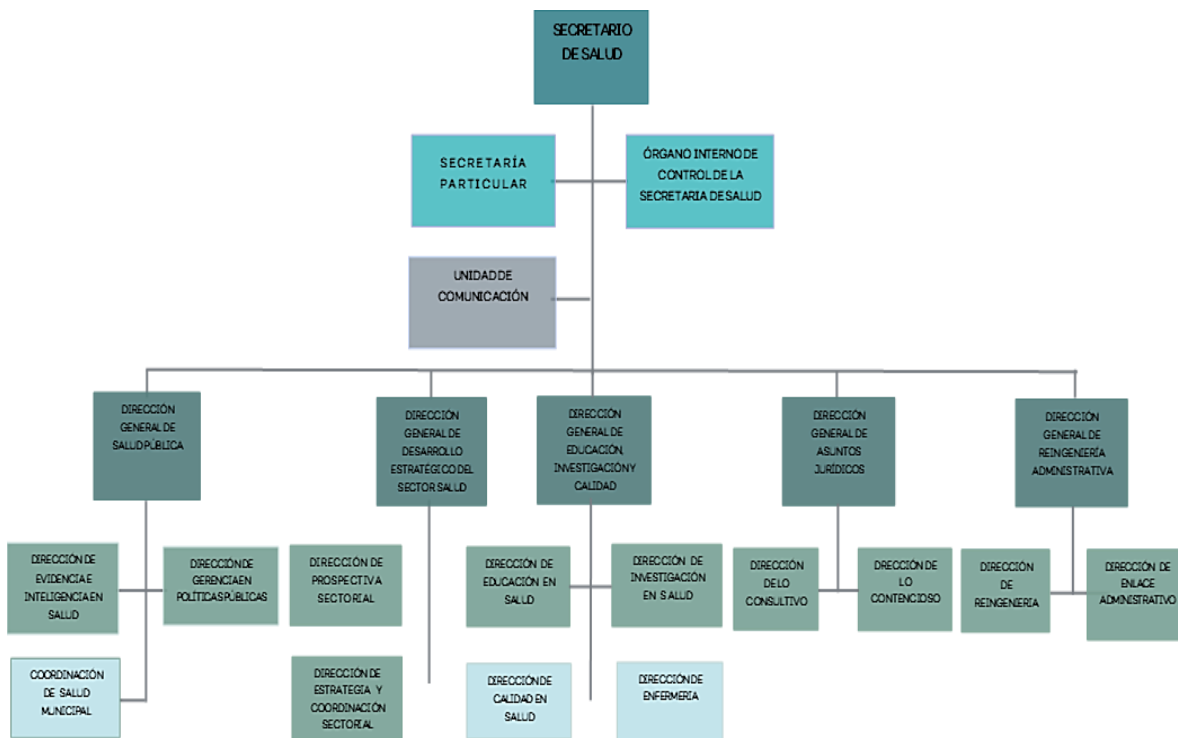 SECRETARIO
DE SALUD
SECRETARÍA
PARTICULAR
ÓRGANO INTERNO DE
CONTROL DE LA
SECRETARIA DE SALUD
UNIDAD DE
COMUNICACIÓN
DIRECCIÓN
GENERAL DE
SALUD PÚBLICA
DIRECCIÓN
GENERAL DE
DESARROLLO
ESTRATÉGICO DEL
SECTOR SALUD
DIRECCIÓN
GENERAL DE
EDUCACIÓN,
INVESTIGACIÓN Y
CALIDAD
DIRECCIÓN
GENERAL DE
ASUNTOS
JURÍDICOS
DIRECCIÓN
GENERAL DE
REINGENIERÍA
ADMINISTRATIVA
DIRECCIÓN DE
EVIDENCIA E
INTELIGENCIA EN
SALUD
DIRECCIÓN DE
GERENCIA EN
POLÍTICAS PÚBLICAS
DIRECCIÓN DE
PROSPECTIVA
SECTORIAL
DIRECCIÓN DE
EDUCACIÓN EN
SALUD
DIRECCIÓN DE
INVESTIGACIÓN
EN SALUD
DIRECCIÓN
DE LO
CONSULTIVO
DIRECCIÓN DE
LO
CONTENCIOSO
DIRECCIÓN
DE
REINGENIERIA
DIRECCIÓN DE
ENLACE
ADMINISTRATIVO
COORDINACIÓN
DE SALUD
MUNICIPAL
DIRECCIÓN DE
ESTRATEGIA Y
COORDINACIÓN
SECTORIAL
DIRECCIÓN DE
CALIDAD EN
SALUD
DIRECCIÓN DE
ENFERMERIA